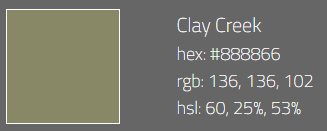 Clay Creek
hex: #888866
rgb: 136, 136, 102
hsl: 60, 25%, 53%